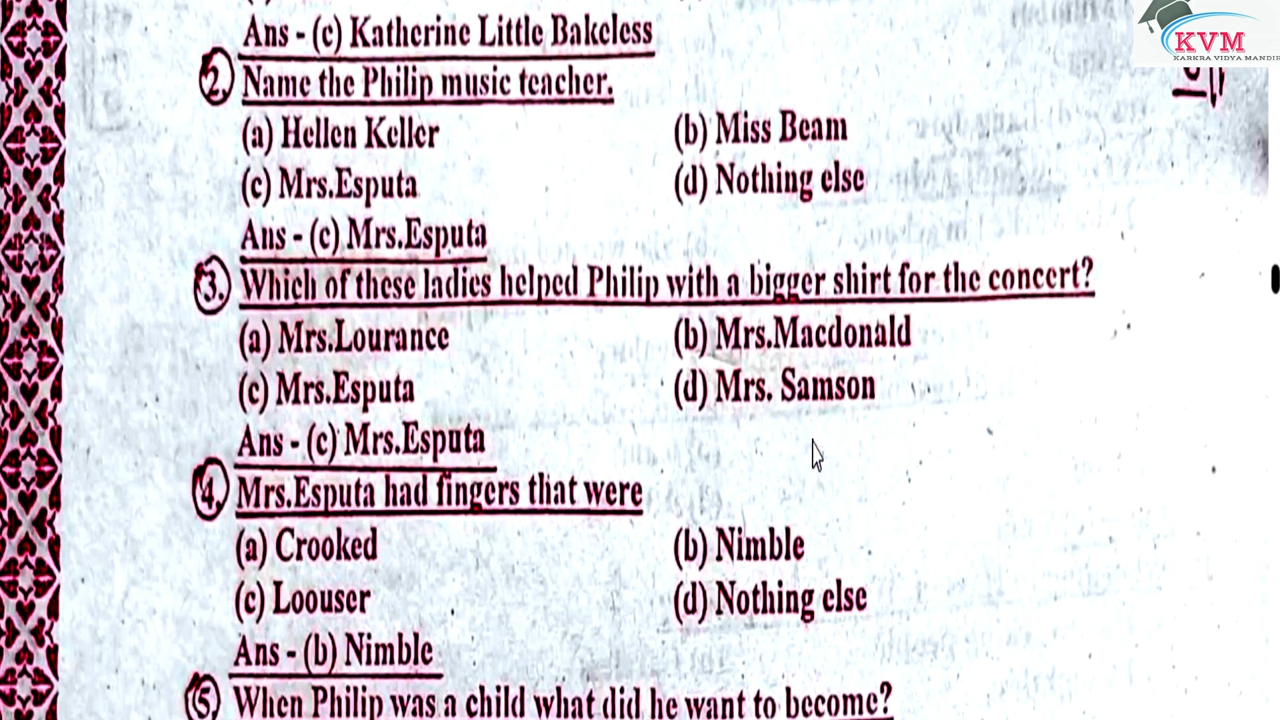 Ans - (c) Katherine Little Bakeless
KVM
KARKRA VIDYA MANDIR
2. Name the Philip music teacher.
(a) Hellen Keller (b) Miss Beam
(c) Mrs.Esputa (d) Nothing else
Ans - (c) Mrs.Esputa
3. Which of these ladies helped Philip with a bigger shirt for the concert?
(a) Mrs.Lourance (b) Mrs.Macdonald
(c) Mrs.Esputa (d) Mrs. Samson
Ans - (c) Mrs.Esputa
4. Mrs.Esputa had fingers that were
(a) Crooked (b) Nimble
(c) Loouser (d) Nothing else
Ans - (b) Nimble
5. When Philip was a child what did he want to become?